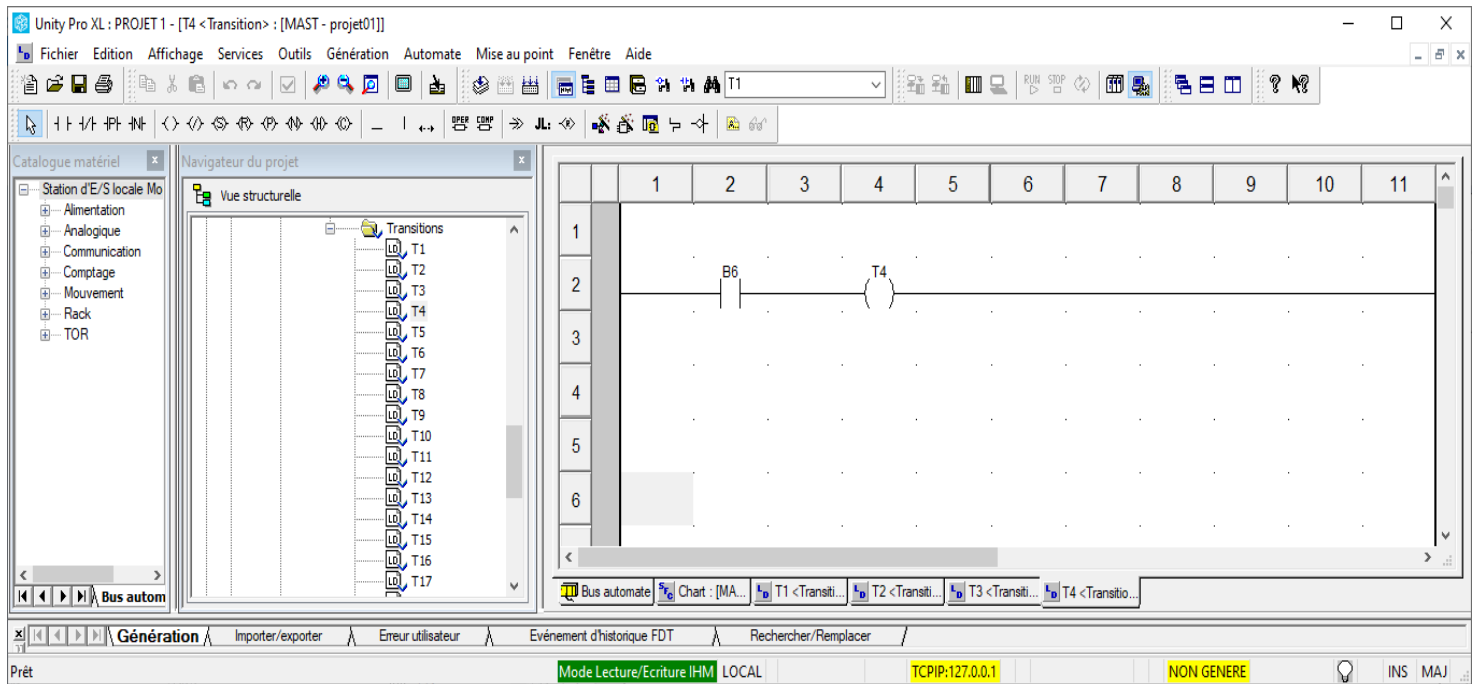 Unity Pro XL : PROJET 1 - [T4 <Transition> : [MAST - projet01]]
Fichier Edition Affichage Services Outils Génération Automate Mise au point Fenêtre Aide
T1
RUN STOP
OPER COMP JL:
Catalogue matériel
Station d'E/S locale Mo
Alimentation
Analogique
Communication
Comptage
Mouvement
Rack
TOR
Bus autom
Navigateur du projet
Vue structurelle
Transitions
T1
T2
T3
T4
T5
T6
T7
T8
T9
T10
T11
T12
T13
T14
T15
T16
T17
1 2 3 4 5 6 7 8 9 10 11
1
B6 T4
2
3
4
5
6
Bus automate Chart : [MA... T1 <Transiti... T2 <Transiti... T3 <Transiti... T4 <Transitio...
Génération Importer/exporter Erreur utilisateur Evénement d'historique FDT Rechercher/Remplacer
Prêt Mode Lecture/Ecriture IHM LOCAL TCPIP:127.0.0.1 NON GENERE INS MAJ